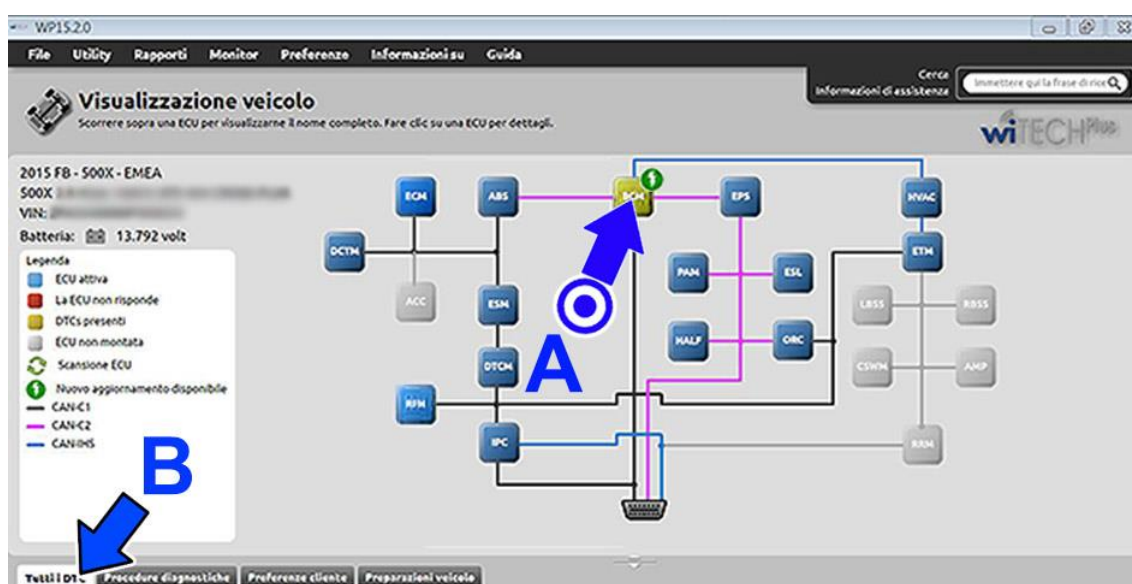 WP15.2.0
File Utility Rapporti Monitor Preferenze Informazioni su Guida
Cerca
Informazioni di assistenza
Immettere qui la frase di rice
Visualizzazione veicolo
Scorrere sopra una ECU per visualizzarne il nome completo. Fare clic su una ECU per dettagli.
wiTECHPlus
2015 FB - 500X - EMEA
500X
VIN:
Batteria: 13.792 volt
Legenda
ECU attiva
La ECU non risponde
DTCs presenti
ECU non montata
Scansione ECU
Nuovo aggiornamento disponibile
CAN-C1
CAN-C2
CAN-IHS
ECM
ABS
BCM
EPS
HVAC
DCTM
ETM
PAM
ESL
ACC
ESM
LBSS
RBSS
A
HALF
ORC
DTCM
CSWM
AMP
RFM
IPC
RRM
B
Tutti i DTC Procedure diagnostiche Preferenze cliente Preparazioni veicolo